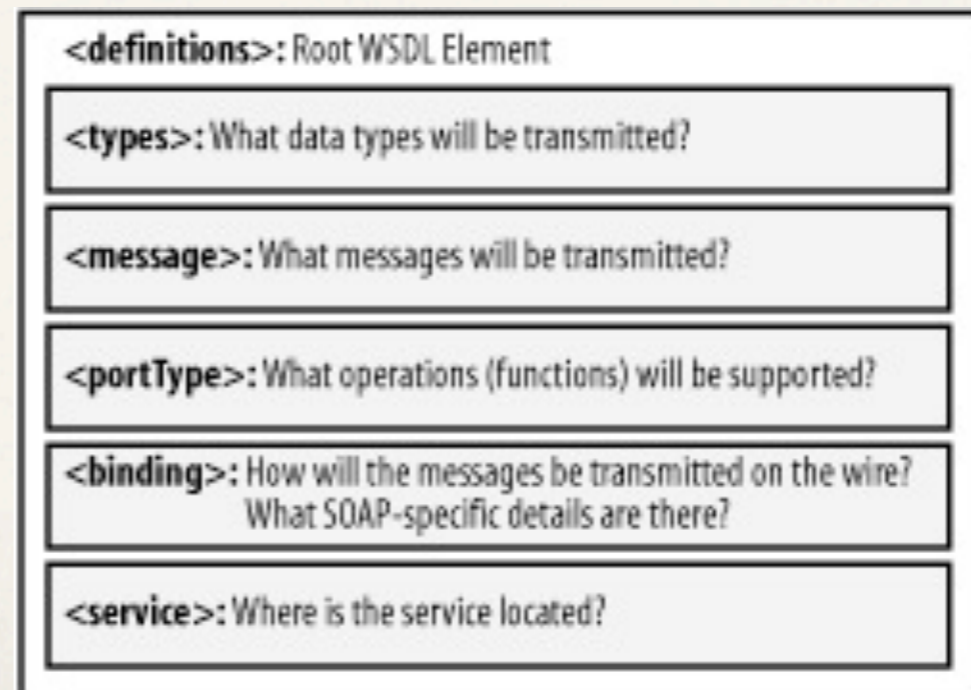 <definitions>: Root WSDL Element
<types>: What data types will be transmitted?
<message>: What messages will be transmitted?
<portType>: What operations (functions) will be supported?
<binding>: How will the messages be transmitted on the wire?
What SOAP-specific details are there?
<service>: Where is the service located?